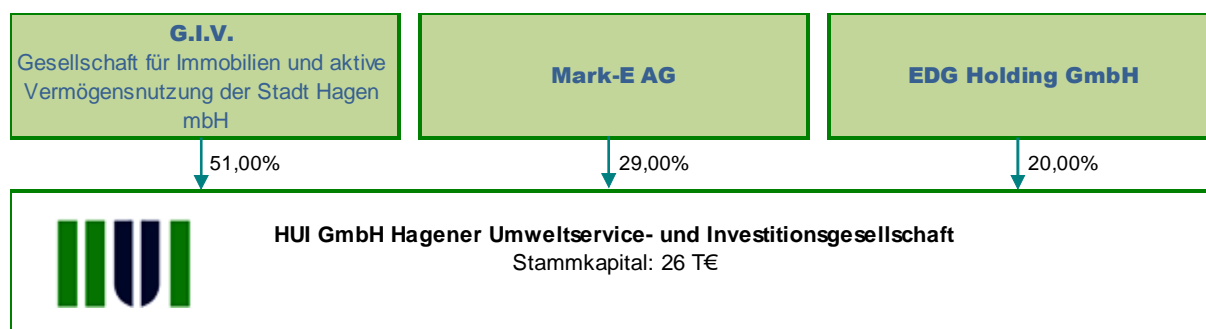 G.I.V.
Gesellschaft für Immobilien und aktive
Vermögensnutzung der Stadt Hagen
mbH
Mark-E AG
EDG Holding GmbH
51,00%
29,00%
20,00%
HUI
HUI GmbH Hagener Umweltservice- und Investitionsgesellschaft
Stammkapital: 26 T€